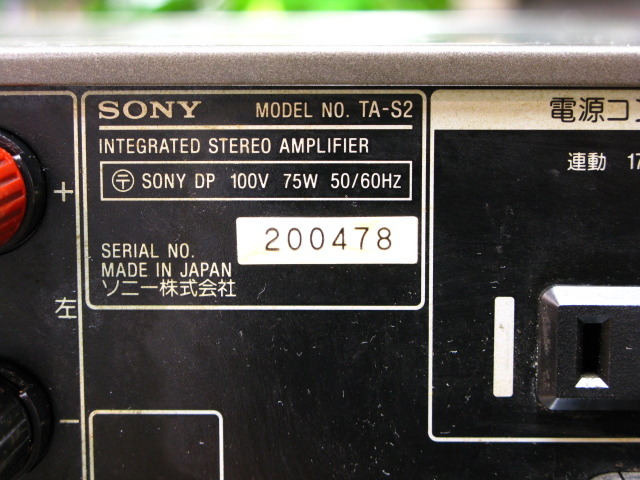 SONY MODEL NO. TA-S2
INTEGRATED STEREO AMPLIFIER
〒 SONY DP 100V 75W 50/60HZ
SERIAL NO. 200478
MADE IN JAPAN
ソニー株式会社
+
左
−
電源コン
連動 17